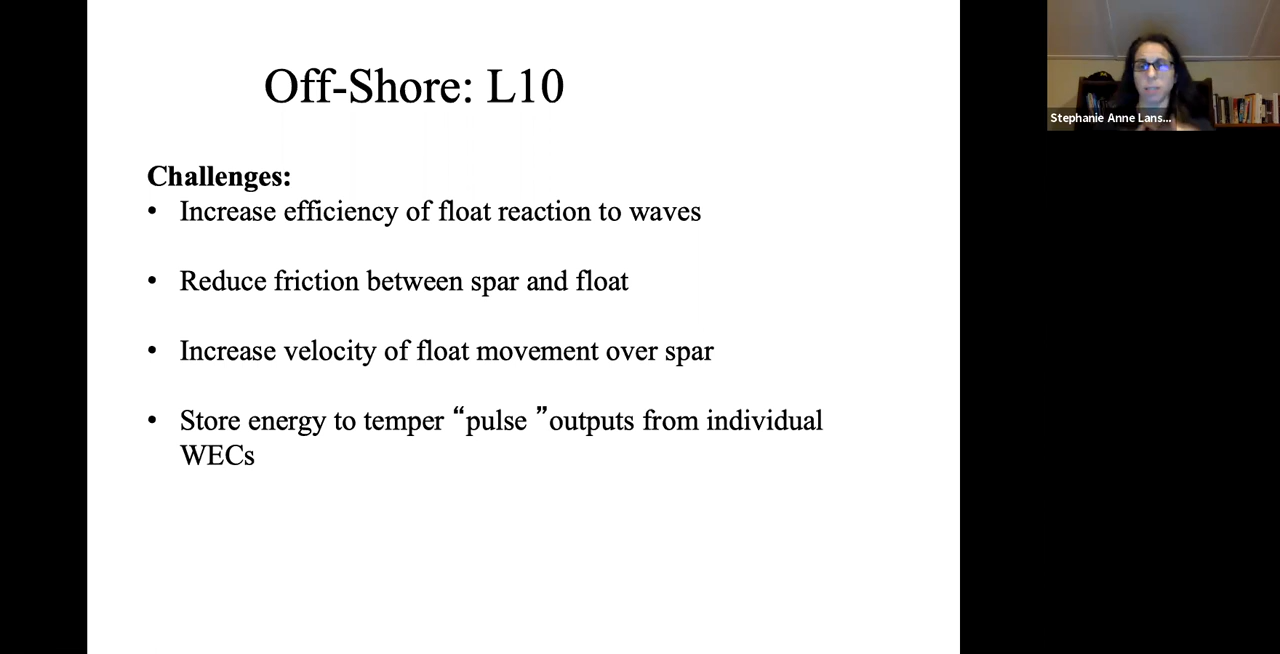 Off-Shore: L10
Challenges:
• Increase efficiency of float reaction to waves
• Reduce friction between spar and float
• Increase velocity of float movement over spar
• Store energy to temper “pulse ”outputs from individual
WECs
Stephanie Anne Lans...